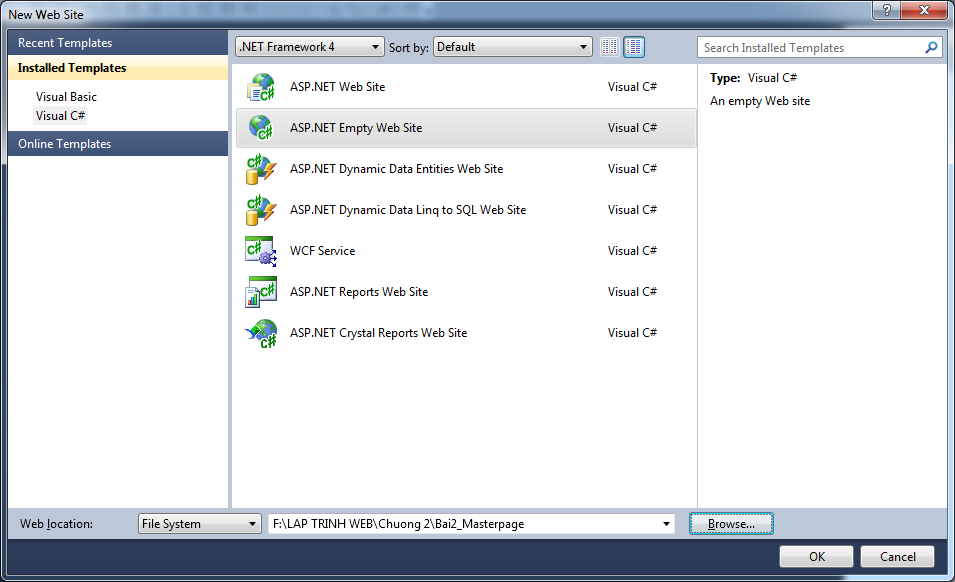 New Web Site
?
Recent Templates
Installed Templates
Visual Basic
Visual C#
Online Templates
.NET Framework 4 Sort by: Default
Search Installed Templates
ASP.NET Web Site Visual C#
ASP.NET Empty Web Site Visual C#
ASP.NET Dynamic Data Entities Web Site Visual C#
ASP.NET Dynamic Data Linq to SQL Web Site Visual C#
WCF Service Visual C#
ASP.NET Reports Web Site Visual C#
ASP.NET Crystal Reports Web Site Visual C#
Type: Visual C#
An empty Web site
Web location: File System F:\LAP TRINH WEB\Chuong 2\Bai2_Masterpage Browse...
OK Cancel